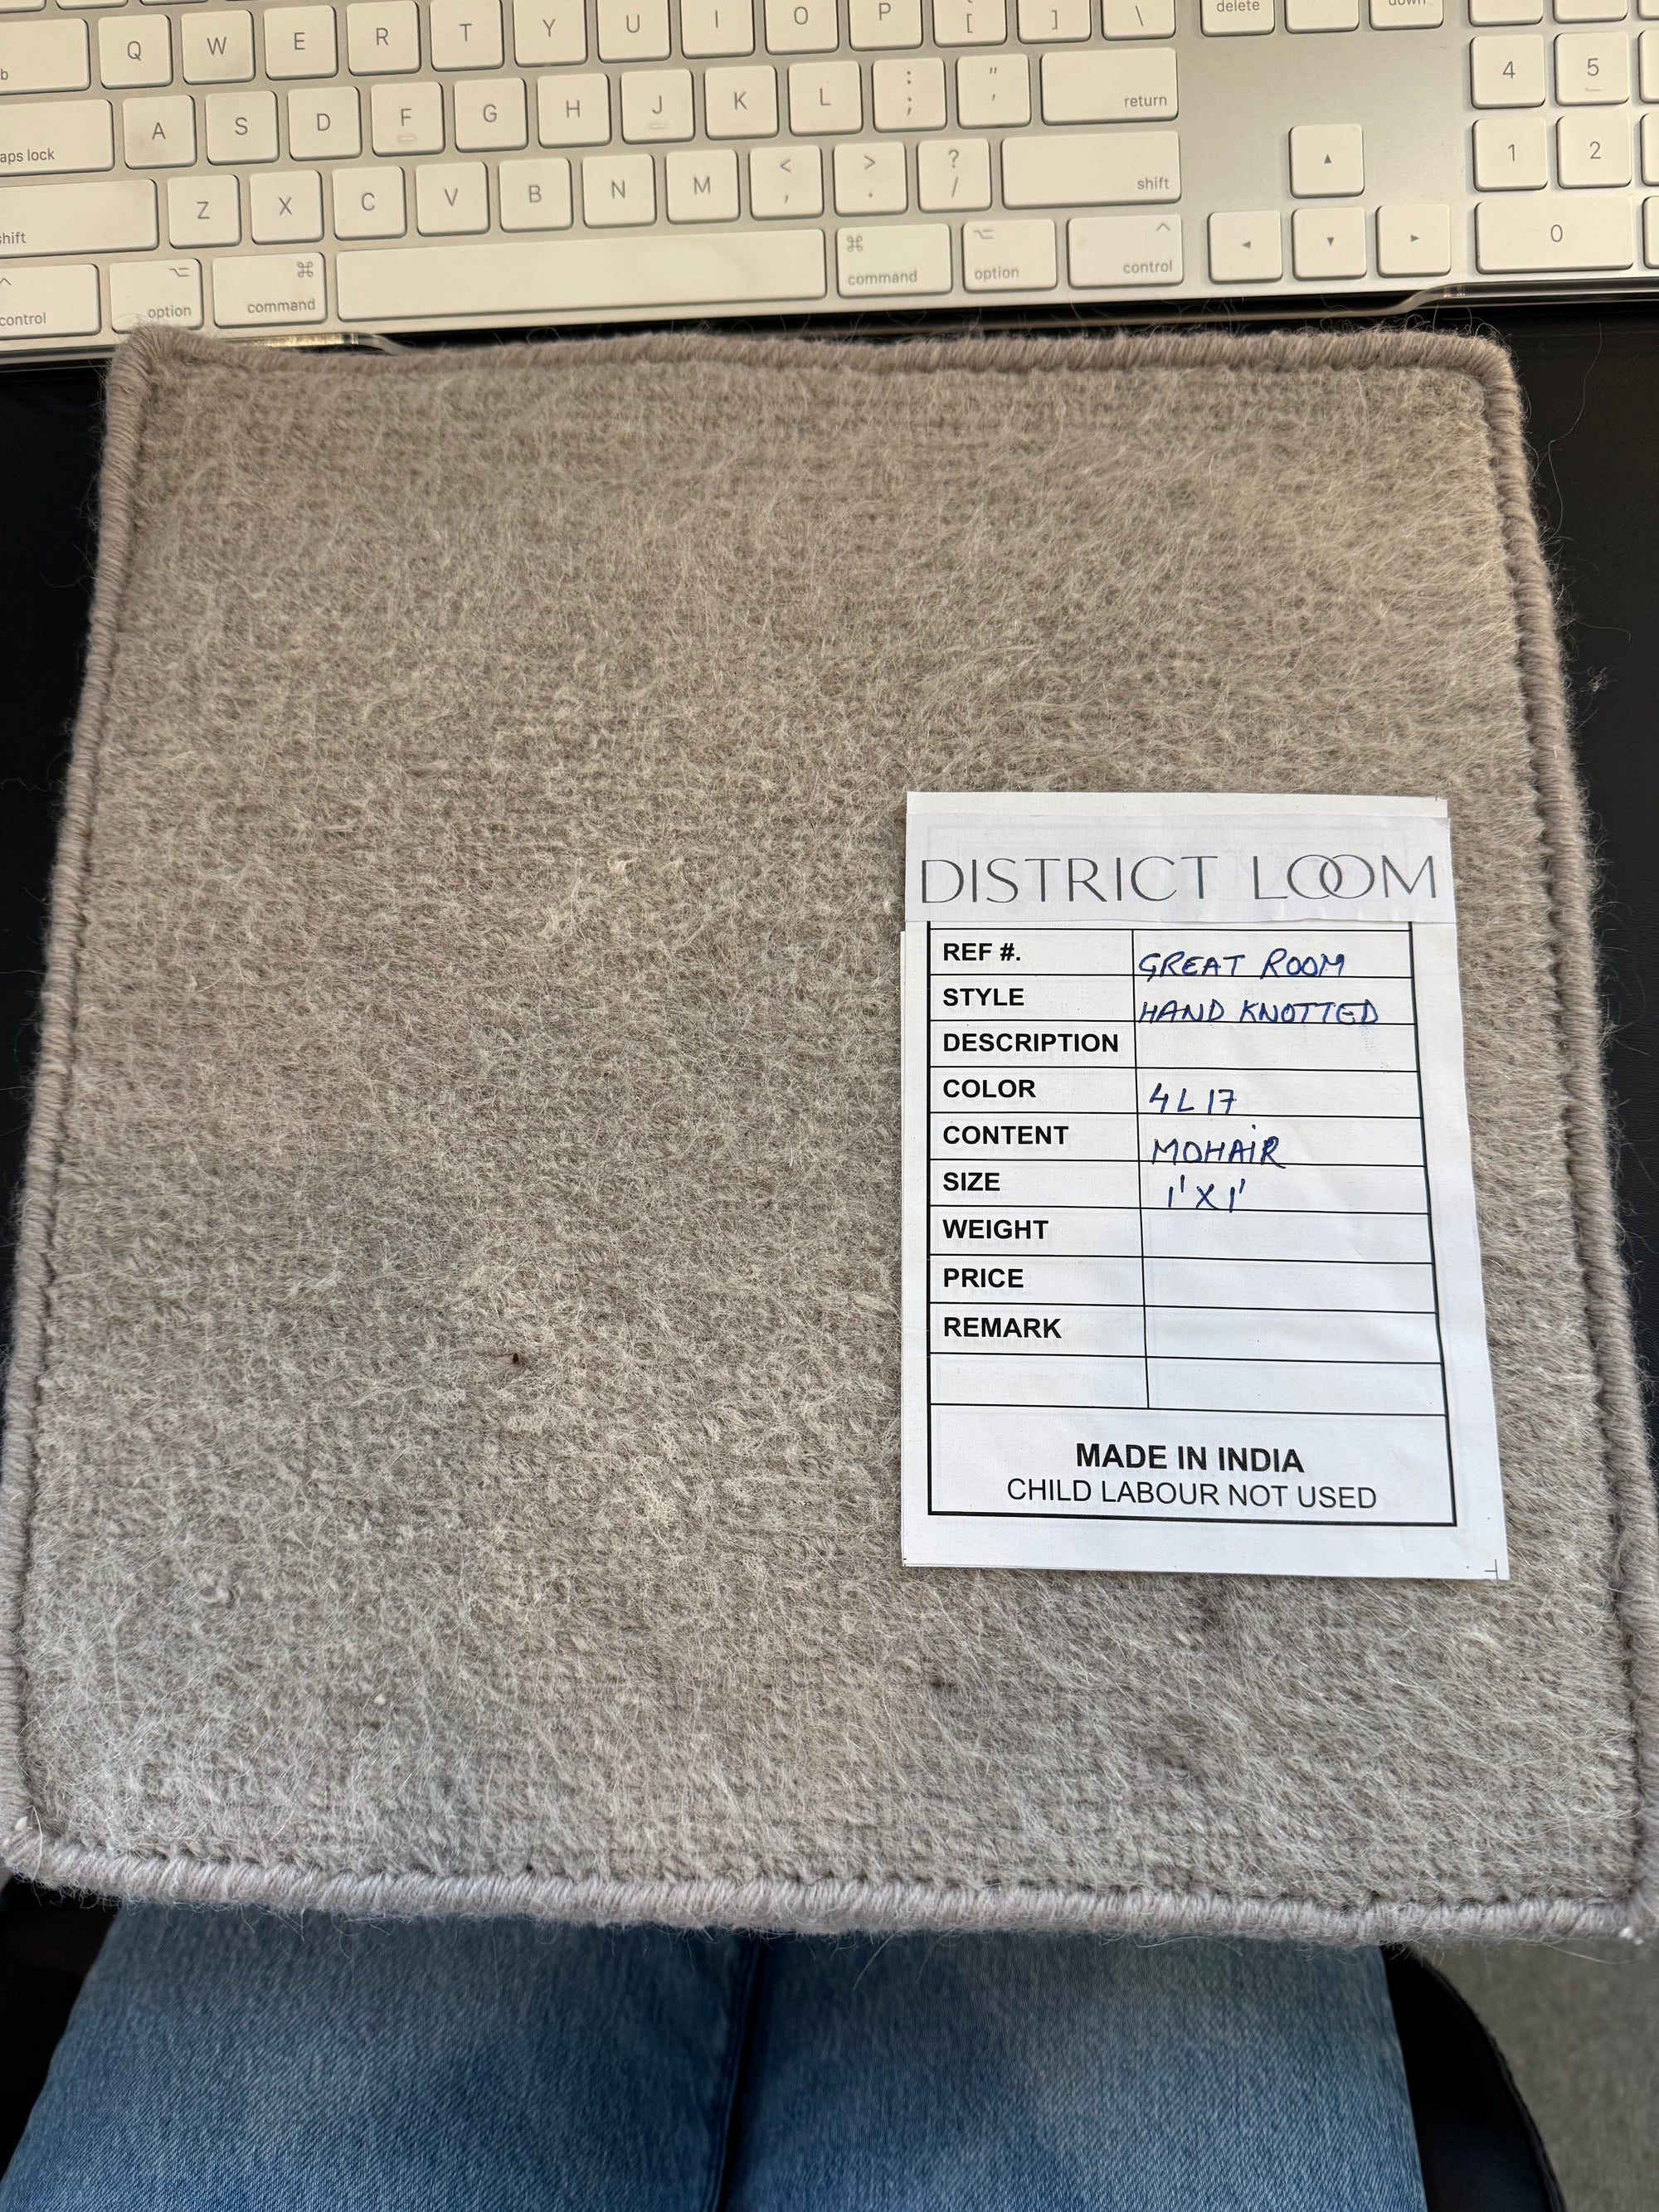 Q W E R T Y U I O P [ ] \ delete
4 5
A S D F G H J K L : ; " ' return
aps lock
1 2
Z X C V B N M < , > . ? / shift
shift
0
control option command command option control
DISTRICT LOOM
REF #. GREAT ROOM
STYLE HAND KNOTTED
DESCRIPTION
COLOR 4L17
CONTENT MOHAIR
SIZE 1' X 1'
WEIGHT
PRICE
REMARK
MADE IN INDIA
CHILD LABOUR NOT USED